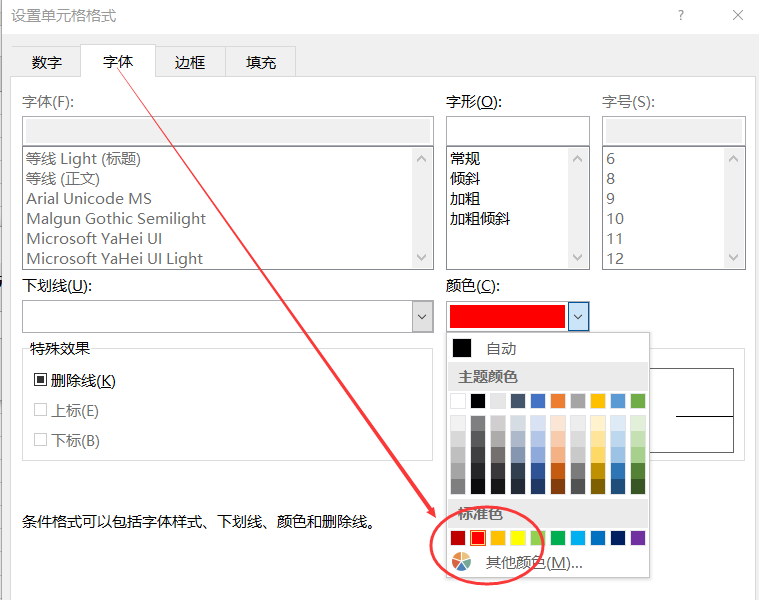 设置单元格格式
?
数字 字体 边框 填充
字体(F): 字形(O): 字号(S):
等线 Light (标题) 常规 6
等线 (正文) 倾斜 8
Arial Unicode MS 加粗 9
Malgun Gothic Semilight 加粗倾斜 10
Microsoft YaHei UI 11
Microsoft YaHei UI Light 12
下划线(U): 颜色(C):
自动
特殊效果
主题颜色
删除线(K)
上标(E)
下标(B)
条件格式可以包括字体样式、下划线、颜色和删除线。
标准色
其他颜色(M)...